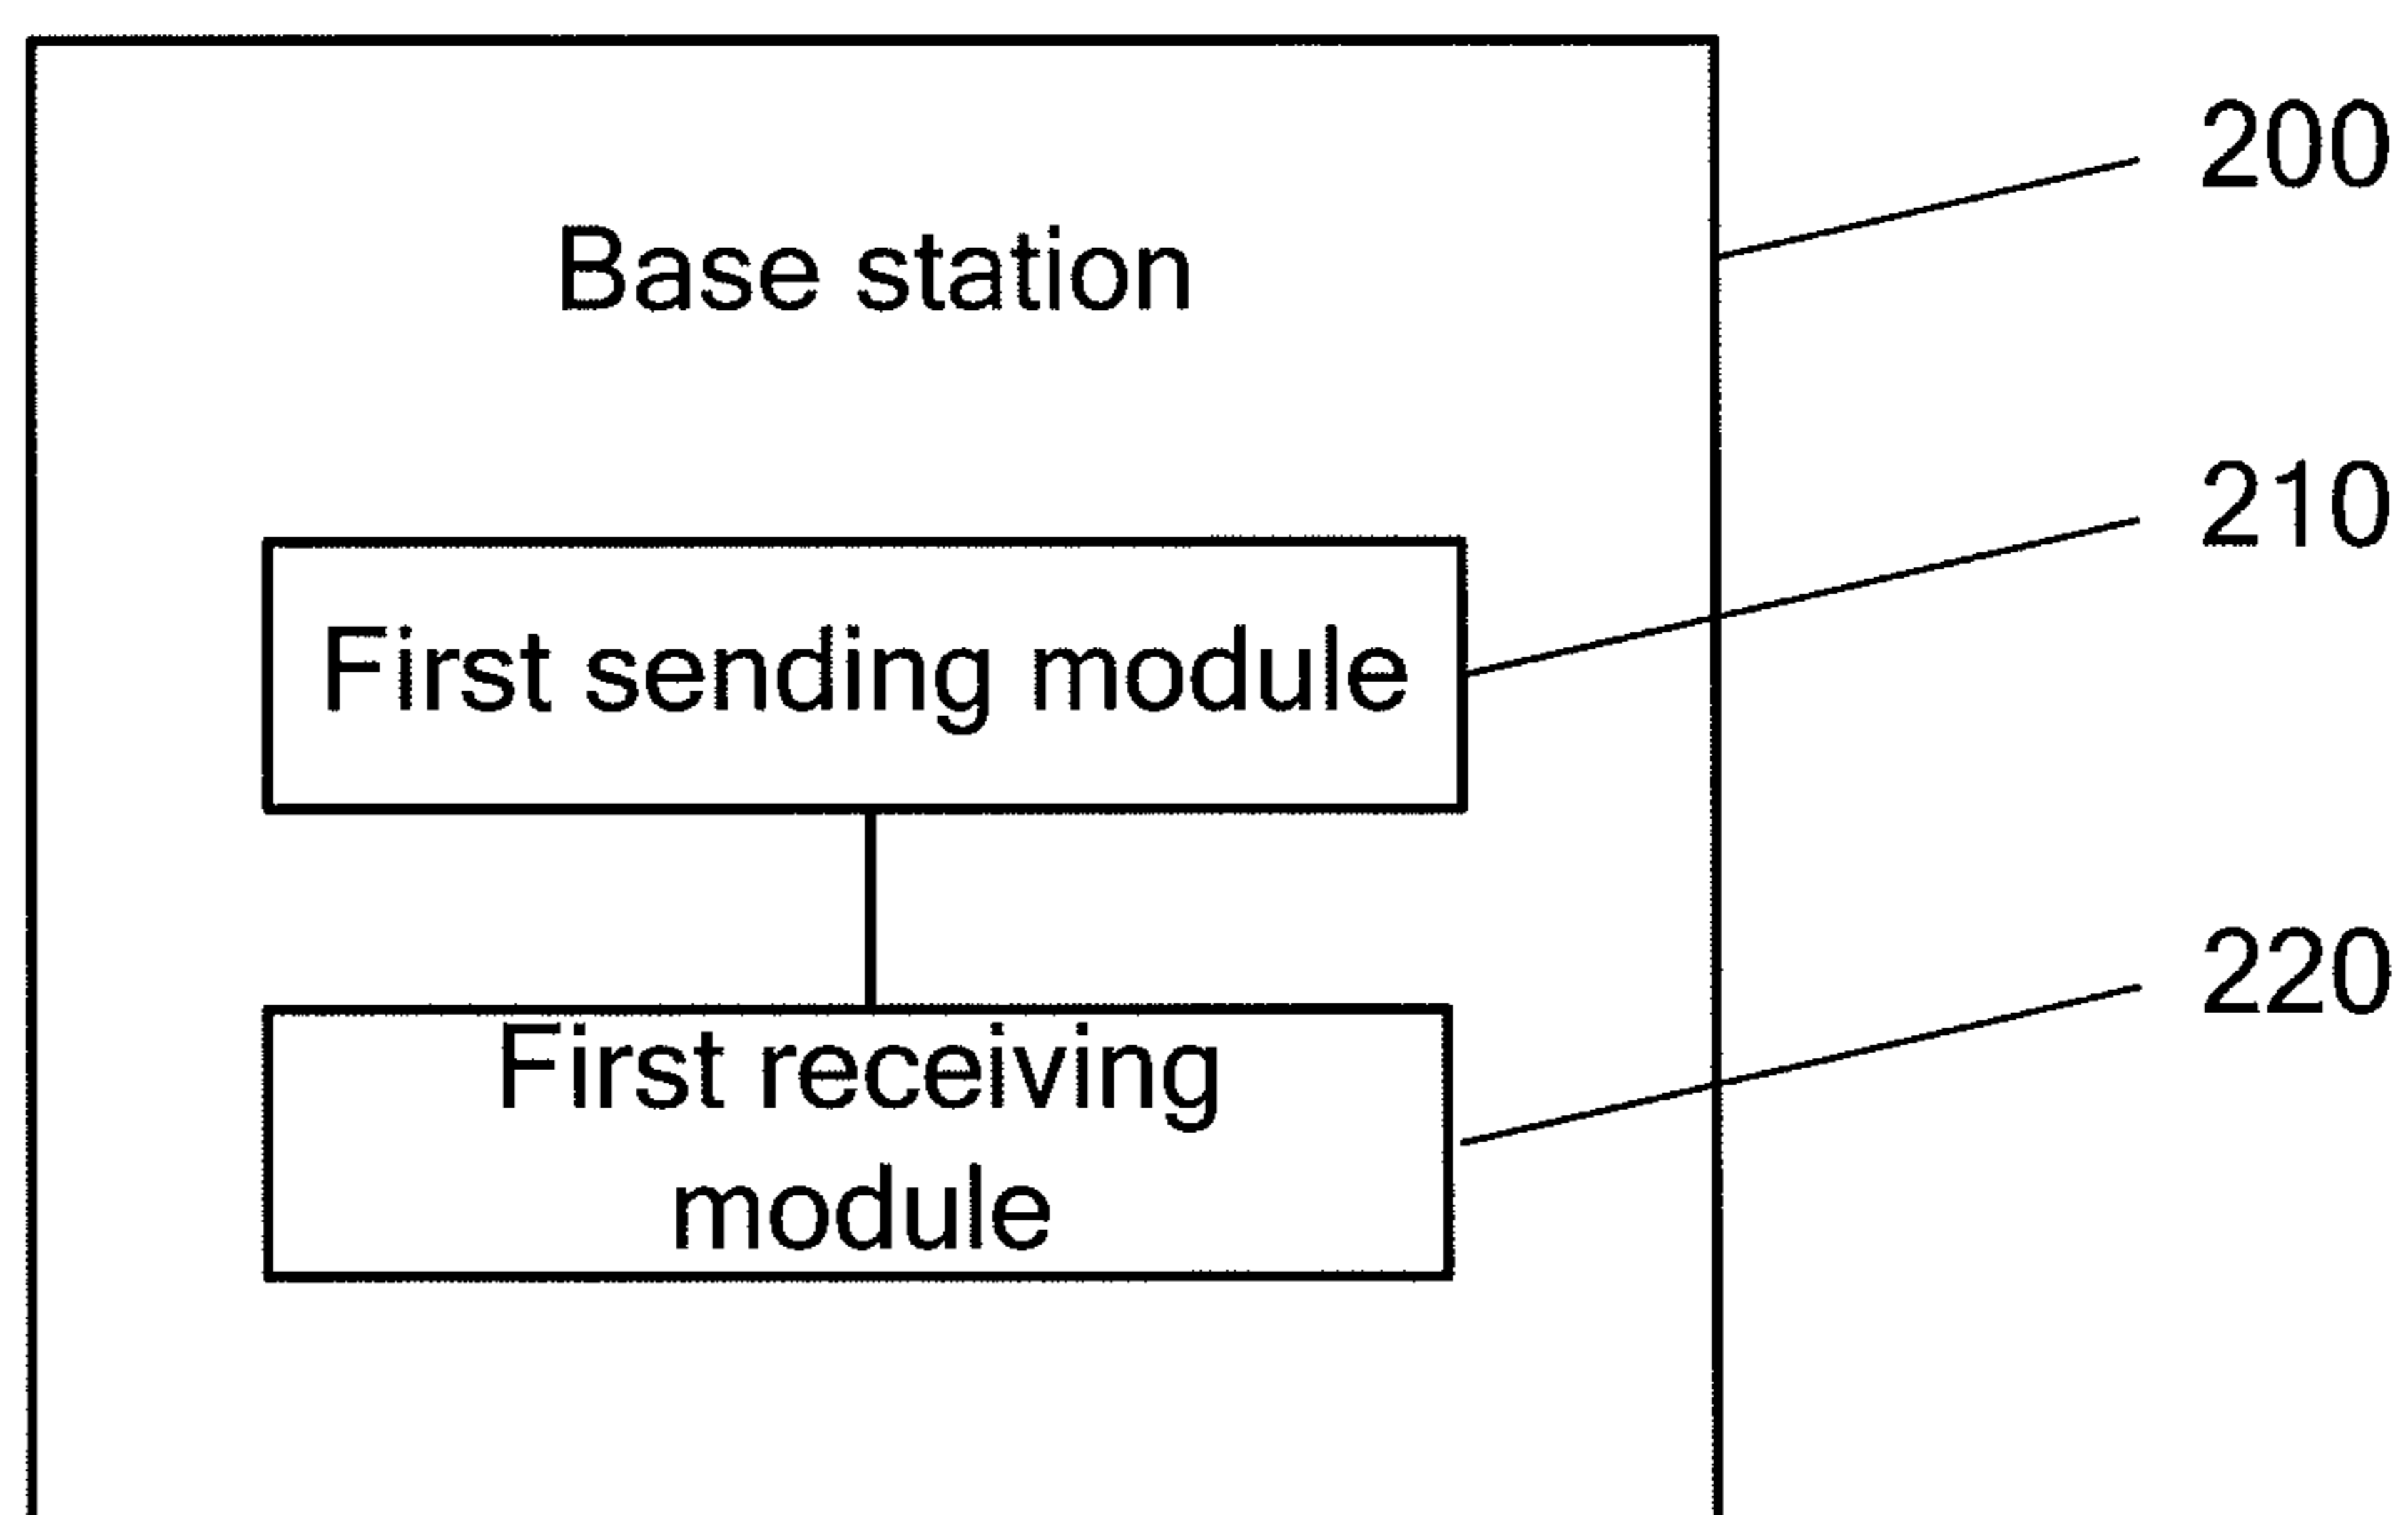 200
Base station
210
First sending module
220
First receiving
module